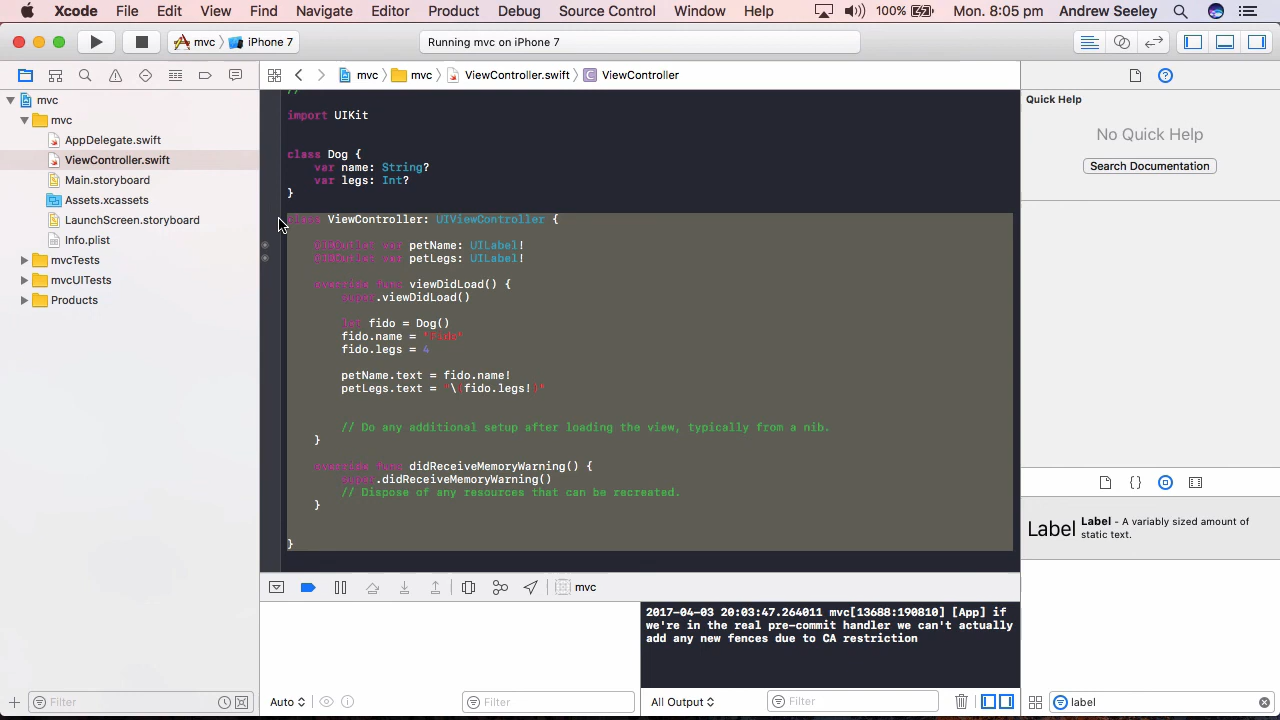 Xcode File Edit View Find Navigate Editor Product Debug Source Control Window Help 100% Mon. 8:05 pm Andrew Seeley
mvc iPhone 7 Running mvc on iPhone 7
mvc mvc ViewController.swift C ViewController
mvc
mvc
AppDelegate.swift
ViewController.swift
Main.storyboard
Assets.xcassets
LaunchScreen.storyboard
Info.plist
mvcTests
mvcUITests
Products
Filter
//
import UIKit
class Dog {
var name: String?
var legs: Int?
}
class ViewController: UIViewController {
@IBOutlet var petName: UILabel!
@IBOutlet var petLegs: UILabel!
override func viewDidLoad() {
super.viewDidLoad()
let fido = Dog()
fido.name = "Fido"
fido.legs = 4
petName.text = fido.name!
petLegs.text = "\(fido.legs!)"
// Do any additional setup after loading the view, typically from a nib.
}
override func didReceiveMemoryWarning() {
super.didReceiveMemoryWarning()
// Dispose of any resources that can be recreated.
}
}
mvc
2017-04-03 20:03:47.264011 mvc[13688:190810] [App] if
we're in the real pre-commit handler we can't actually
add any new fences due to CA restriction
Auto Filter
All Output Filter
Quick Help
No Quick Help
Search Documentation
{ }
Label
Label - A variably sized amount of
static text.
label